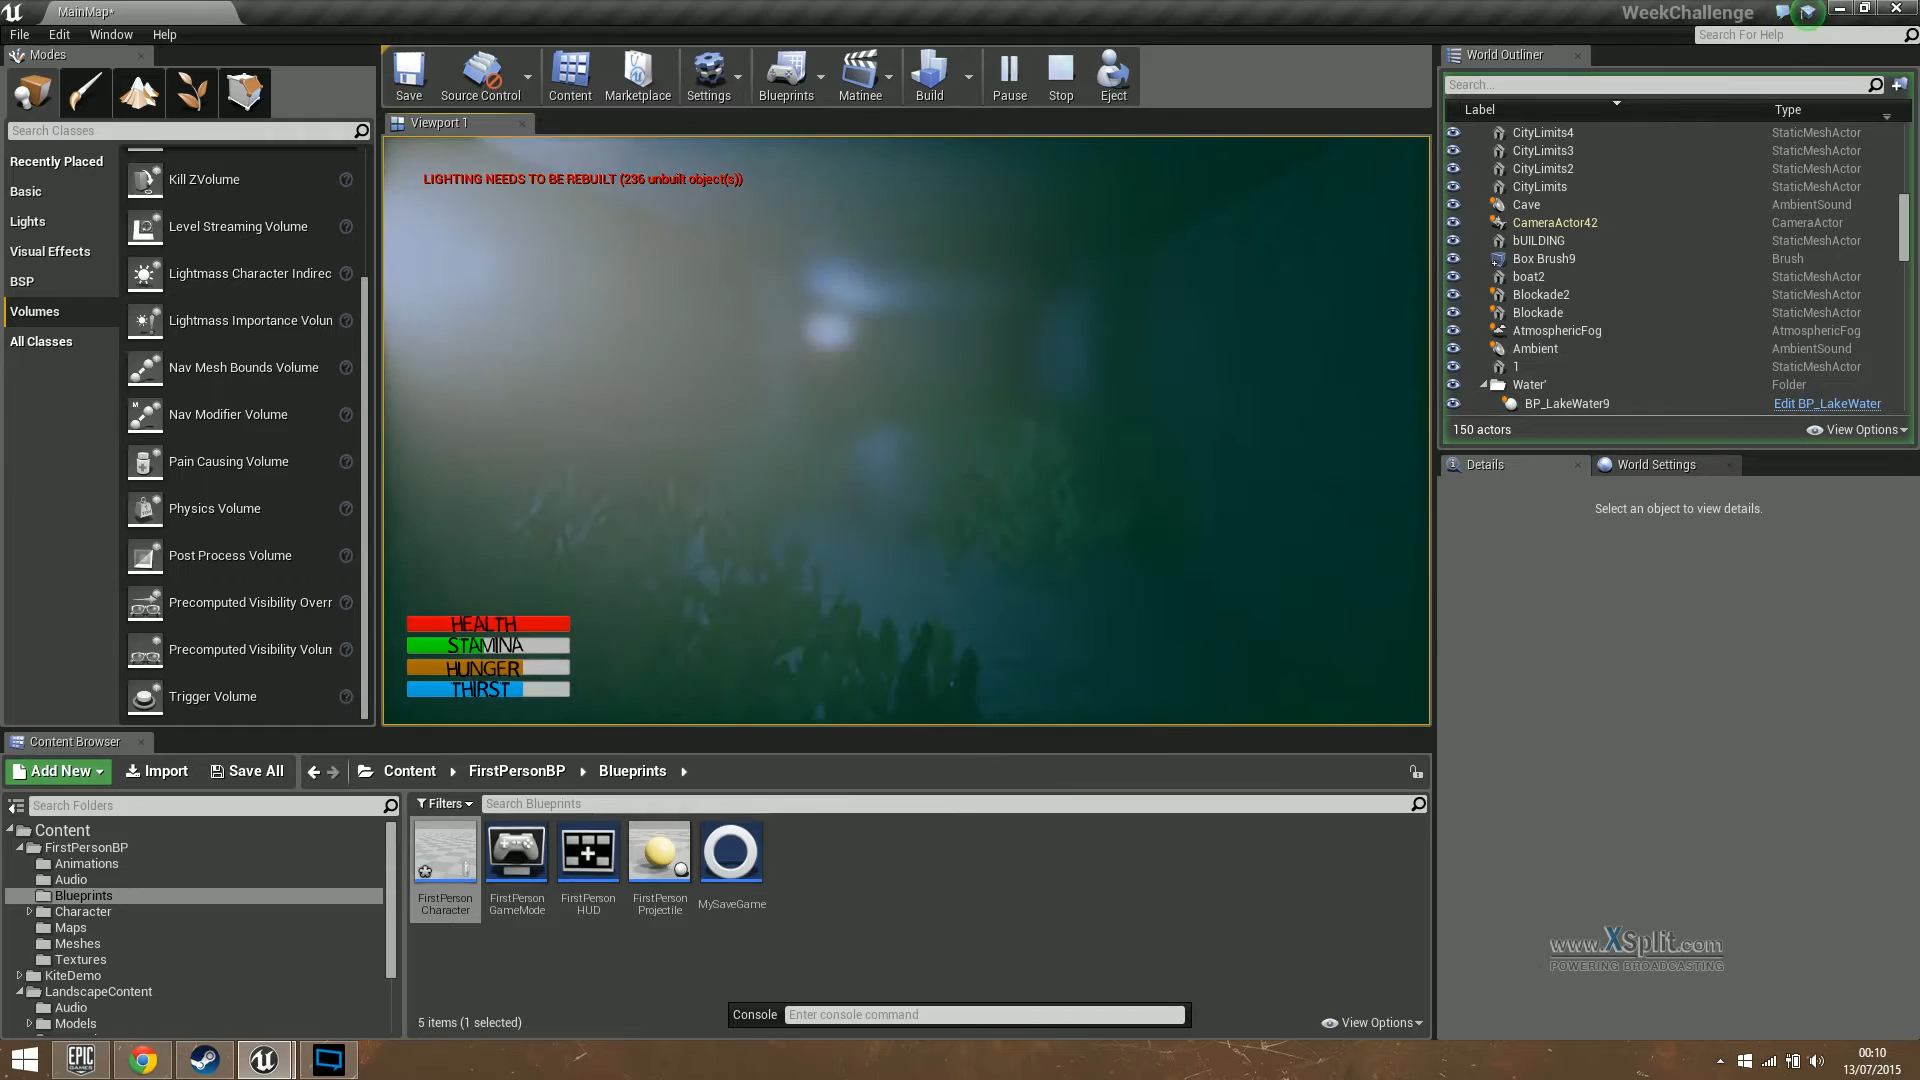 MainMap*
WeekChallenge
File Edit Window Help
Search For Help
Modes
Search Classes
Recently Placed
Basic
Lights
Visual Effects
BSP
Volumes
All Classes
Kill ZVolume
Level Streaming Volume
Lightmass Character Indirec
Lightmass Importance Volun
Nav Mesh Bounds Volume
Nav Modifier Volume
Pain Causing Volume
Physics Volume
Post Process Volume
Precomputed Visibility Overr
Precomputed Visibility Volun
Trigger Volume
Save Source Control Content Marketplace Settings Blueprints Matinee Build Pause Stop Eject
Viewport 1
LIGHTING NEEDS TO BE REBUILT (236 unbuilt object(s))
HEALTH
STAMINA
HUNGER
THIRST
World Outliner
Search...
Label Type
CityLimits4 StaticMeshActor
CityLimits3 StaticMeshActor
CityLimits2 StaticMeshActor
CityLimits StaticMeshActor
Cave AmbientSound
CameraActor42 CameraActor
bUILDING StaticMeshActor
Box Brush9 Brush
boat2 StaticMeshActor
Blockade2 StaticMeshActor
Blockade StaticMeshActor
AtmosphericFog AtmosphericFog
Ambient AmbientSound
1 StaticMeshActor
Water' Folder
BP_LakeWater9 Edit BP_LakeWater
150 actors View Options
Details World Settings
Select an object to view details.
Content Browser
Add New Import Save All Content FirstPersonBP Blueprints
Search Folders
Filters Search Blueprints
Content
FirstPersonBP
Animations
Audio
Blueprints
Character
Maps
Meshes
Textures
KiteDemo
LandscapeContent
Audio
Models
FirstPerson
Character
FirstPerson
GameMode
FirstPerson
HUD
FirstPerson
Projectile
MySaveGame
5 items (1 selected)
Console Enter console command
View Options
www.XSplit.com
POWERING BROADCASTING
EPIC
GAMES
00:10
13/07/2015